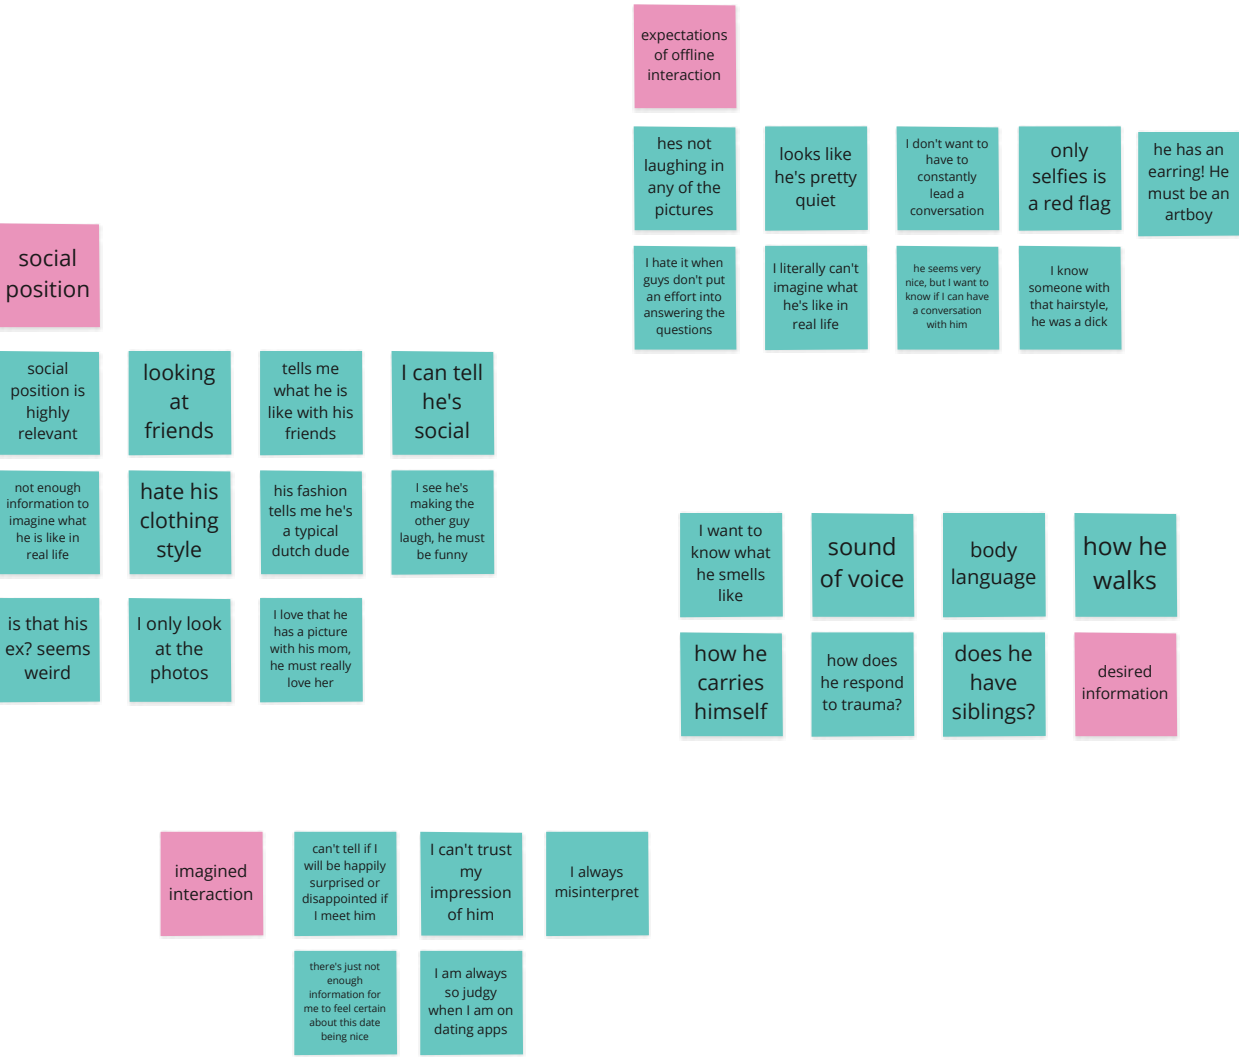 expectations
of offline
interaction
hes not
laughing in
any of the
pictures
looks like
he's pretty
quiet
I don't want to
have to
constantly
lead a
conversation
only
selfies is
a red flag
he has an
earring! He
must be an
artboy
I hate it when
guys don't put
an effort into
answering the
questions
I literally can't
imagine what
he's like in
real life
he seems very
nice, but I want to
know if I can have
a conversation
with him
I know
someone with
that hairstyle,
he was a dick
social
position
social
position is
highly
relevant
looking
at
friends
tells me
what he is
like with his
friends
I can tell
he's
social
not enough
information to
imagine what
he is like in
real life
hate his
clothing
style
his fashion
tells me he's
a typical
dutch dude
I see he's
making the
other guy
laugh, he must
be funny
is that his
ex? seems
weird
I only look
at the
photos
I love that he
has a picture
with his mom,
he must really
love her
I want to
know what
he smells
like
sound
of voice
body
language
how he
walks
how he
carries
himself
how does
he respond
to trauma?
does he
have
siblings?
desired
information
imagined
interaction
can't tell if I
will be happily
surprised or
disappointed if
I meet him
I can't trust
my
impression
of him
I always
misinterpret
there's just not
enough
information for
me to feel certain
about this date
being nice
I am always
so judgy
when I am on
dating apps